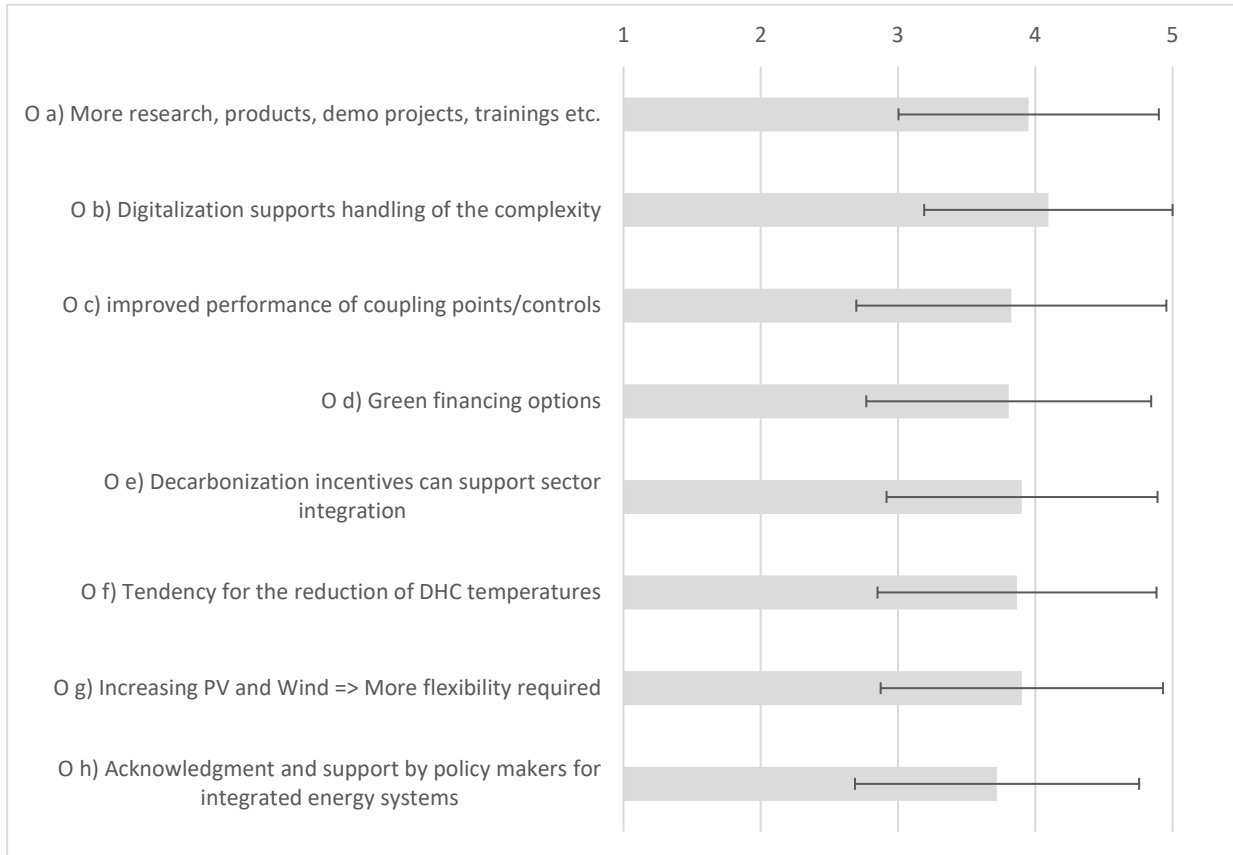 1 2 3 4 5
O a) More research, products, demo projects, trainings etc.
O b) Digitalization supports handling of the complexity
O c) improved performance of coupling points/controls
O d) Green financing options
O e) Decarbonization incentives can support sector
integration
O f) Tendency for the reduction of DHC temperatures
O g) Increasing PV and Wind => More flexibility required
O h) Acknowledgment and support by policy makers for
integrated energy systems